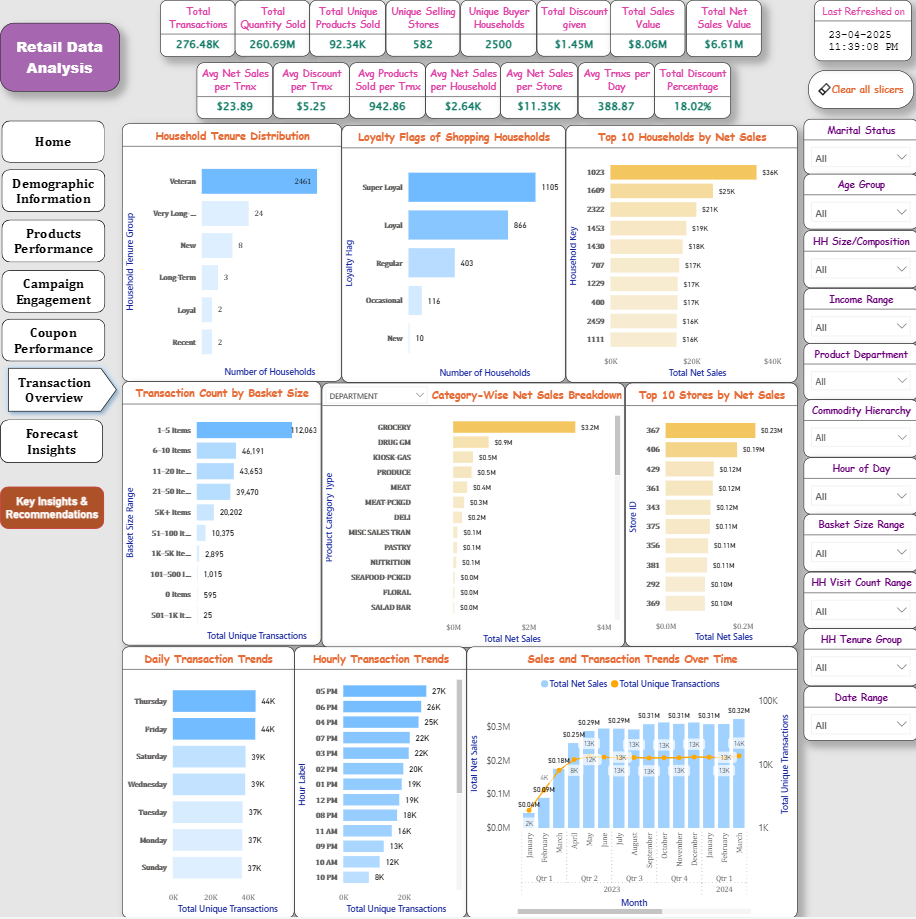 Retail Data
Analysis
Total
Transactions
276.48K
Total
Quantity Sold
260.69M
Total Unique
Products Sold
92.34K
Unique Selling
Stores
582
Unique Buyer
Households
2500
Total Discount
given
$1.45M
Total Sales
Value
$8.06M
Total Net
Sales Value
$6.61M
Last Refreshed on
23-04-2025
11:39:08 PM
Avg Net Sales
per Trnx
$23.89
Avg Discount
per Trnx
$5.25
Avg Products
Sold per Trnx
942.86
Avg Net Sales
per Household
$2.64K
Avg Net Sales
per Store
$11.35K
Avg Trnxs per
Day
388.87
Total Discount
Percentage
18.02%
Clear all slicers
Home
Demographic
Information
Products
Performance
Campaign
Engagement
Coupon
Performance
Transaction
Overview
Forecast
Insights
Key Insights &
Recommendations
Household Tenure Distribution
Household Tenure Group
Veteran 2461
Very Long-... 24
New 8
Long-Term 3
Loyal 2
Recent 2
Number of Households
Loyalty Flags of Shopping Households
Loyalty Flag
Super Loyal 1105
Loyal 866
Regular 403
Occasional 116
New 10
Number of Households
Top 10 Households by Net Sales
Household Key
1023 $36K
1609 $25K
2322 $21K
1453 $19K
1430 $18K
707 $17K
1229 $17K
400 $17K
2459 $16K
1111 $16K
$0K $20K $40K
Total Net Sales
Transaction Count by Basket Size
Basket Size Range
1-5 Items 112,063
6-10 Items 46,191
11-20 Ite... 43,653
21-50 Ite... 39,470
5K+ Items 20,202
51-100 It... 10,375
1K-5K Ite... 2,895
101-500 I... 1,015
0 Items 595
501-1K It... 25
Total Unique Transactions
DEPARTMENT
Category-Wise Net Sales Breakdown
Product Category Type
GROCERY $3.2M
DRUG GM $0.9M
KIOSK-GAS $0.5M
PRODUCE $0.5M
MEAT $0.4M
MEAT-PCKGD $0.3M
DELI $0.2M
MISC SALES TRAN $0.1M
PASTRY $0.1M
NUTRITION $0.1M
SEAFOOD-PCKGD $0.0M
FLORAL $0.0M
SALAD BAR $0.0M
$0M $2M $4M
Total Net Sales
Top 10 Stores by Net Sales
Store ID
367 $0.23M
406 $0.19M
429 $0.12M
361 $0.12M
343 $0.12M
375 $0.11M
356 $0.11M
381 $0.11M
292 $0.10M
369 $0.10M
$0.0M $0.2M
Total Net Sales
Daily Transaction Trends
Thursday 44K
Friday 44K
Saturday 39K
Wednesday 39K
Tuesday 37K
Monday 37K
Sunday 37K
0K 20K 40K
Total Unique Transactions
Hourly Transaction Trends
Hour Label
05 PM 27K
06 PM 26K
04 PM 25K
07 PM 22K
03 PM 22K
02 PM 20K
01 PM 19K
12 PM 19K
08 PM 18K
11 AM 16K
09 PM 13K
10 AM 12K
10 PM 8K
0K 20K
Total Unique Transactions
Sales and Transaction Trends Over Time
Total Net Sales Total Unique Transactions
Total Net Sales
$0.3M
$0.2M
$0.1M
$0.0M
$0.04M $0.09M $0.18M $0.25M $0.29M $0.29M $0.31M $0.31M $0.31M $0.32M
2K 4K 8K 12K 13K 13K 13K 13K 13K 13K 13K 13K 13K 14K
100K
10K
1K
Total Unique Transactions
January February March April May June July August September October November December January February March
Qtr 1 Qtr 2 Qtr 3 Qtr 4 Qtr 1
2023 2024
Month
Marital Status
All
Age Group
All
HH Size/Composition
All
Income Range
All
Product Department
All
Commodity Hierarchy
All
Hour of Day
All
Basket Size Range
All
HH Visit Count Range
All
HH Tenure Group
All
Date Range
All